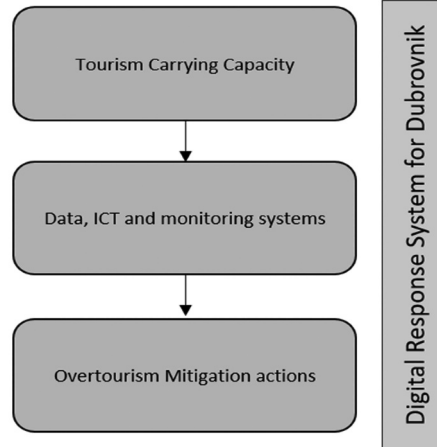 Tourism Carrying Capacity
Data, ICT and monitoring systems
Overtourism Mitigation actions
Digital Response System for Dubrovnik